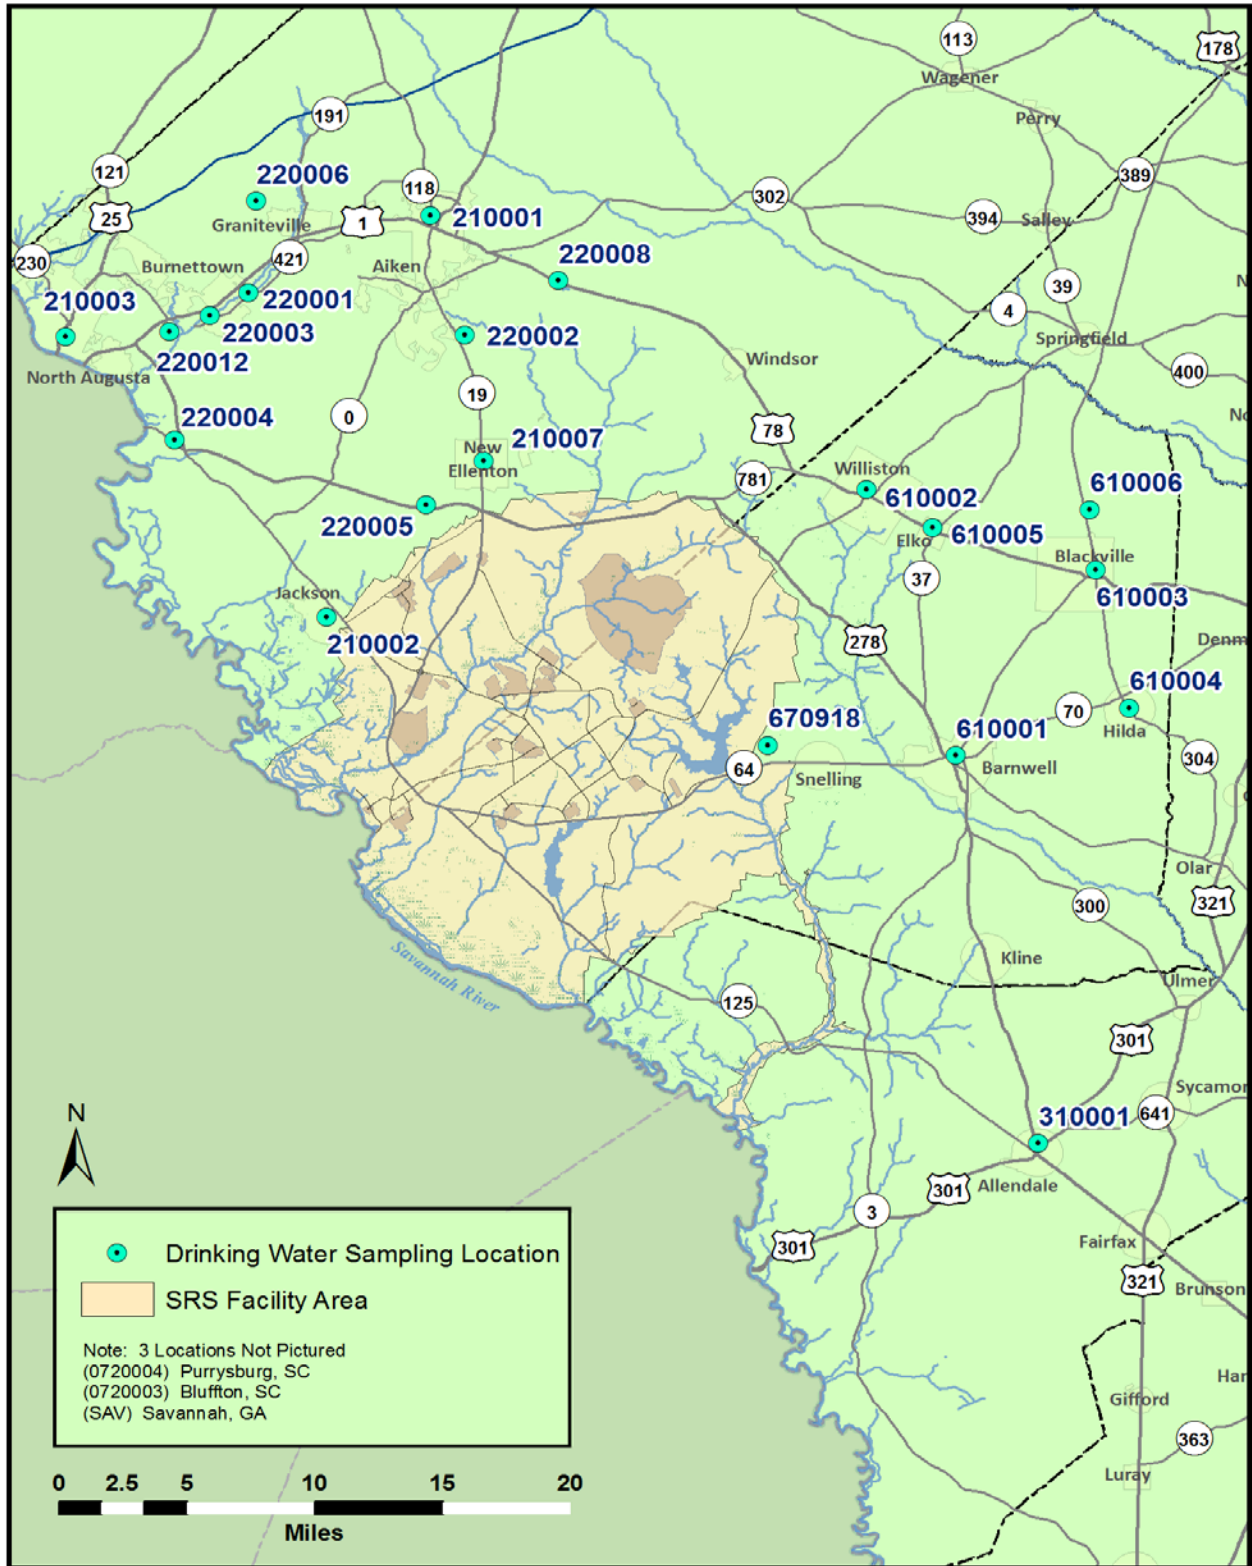 113
178
Wagener
191
Perry
121
220006
118
389
302
25
Graniteville
1
210001
394
Salley
230
421
220008
Burnettown
Aiken
39
210003
220001
4
220003
220002
Springfield
220012
Windsor
North Augusta
400
19
220004
0
78
210007
New
Ellenton
781
Williston
610002
610006
220005
Elko
610005
Blackville
37
Jackson
610003
210002
278
610004
670918
610001
70
Hilda
64
Snelling
Barnwell
304
Olar
300
321
Savannah River
Kline
Ulmer
125
301
Sycamor
N
310001
641
301
Allendale
3
301
Fairfax
321
Brunson
Drinking Water Sampling Location
SRS Facility Area
Note: 3 Locations Not Pictured
(0720004) Purrysburg, SC
(0720003) Bluffton, SC
(SAV) Savannah, GA
Gifford
363
Luray
0 2.5 5 10 15 20
Miles